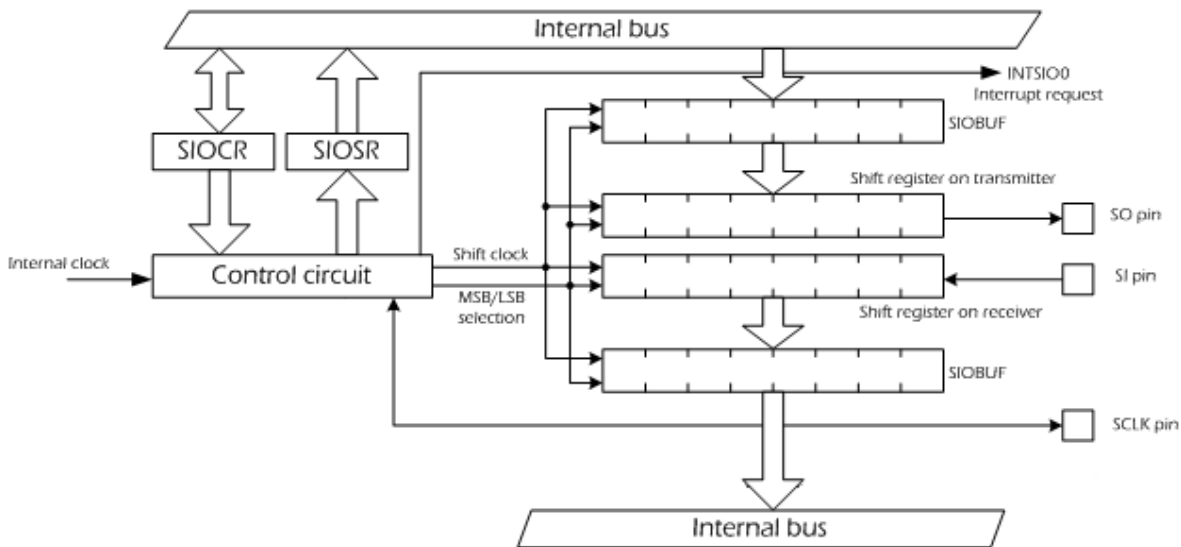 Internal bus
INTSIO0
Interrupt request
SIOBUF
SIOCR
SIOSR
Shift register on transmitter
SO pin
Internal clock
Control circuit
Shift clock
MSB/LSB
selection
SI pin
Shift register on receiver
SIOBUF
SCLK pin
Internal bus